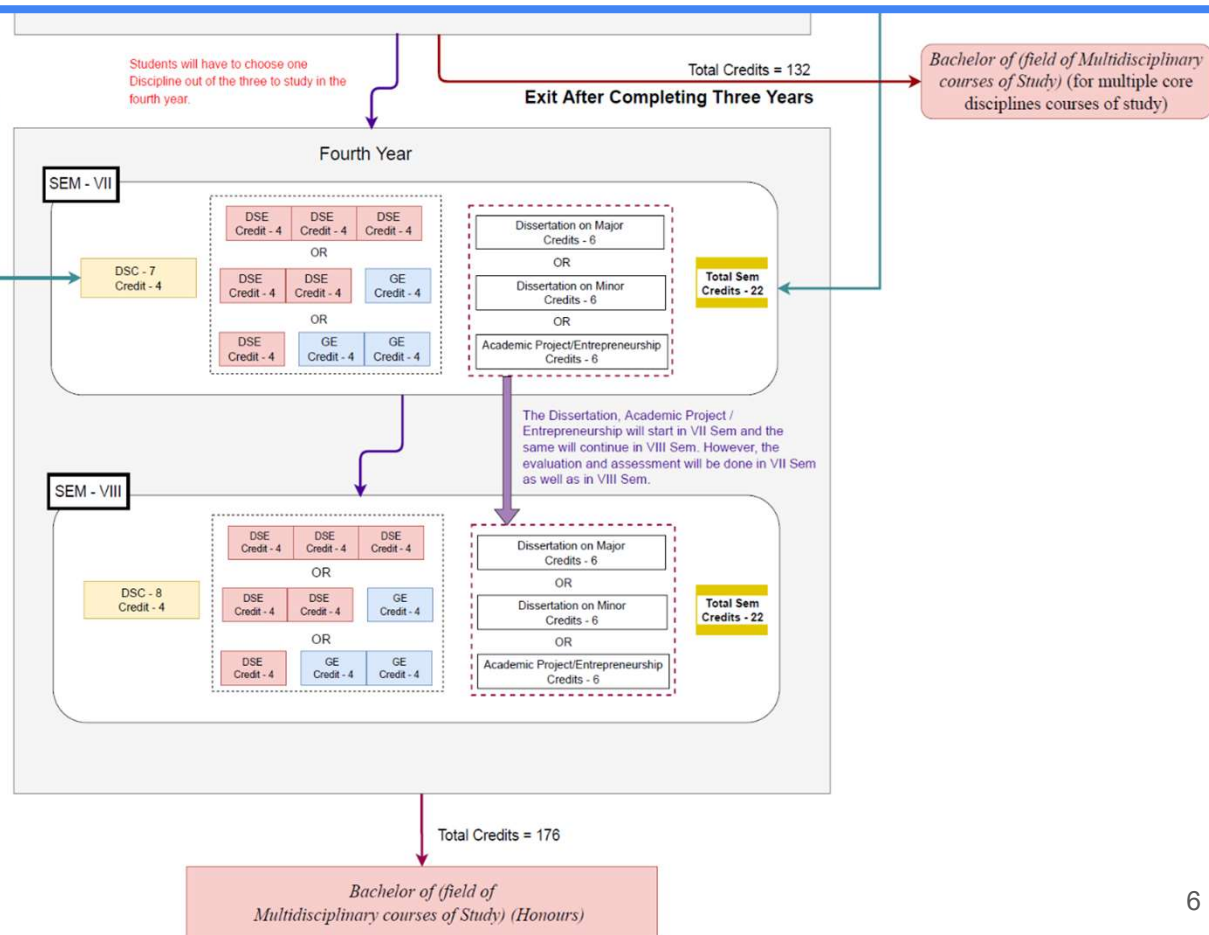 Students will have to choose one
Discipline out of the three to study in the
fourth year.
Total Credits = 132
Exit After Completing Three Years
Bachelor of (field of Multidisciplinary
courses of Study) (for multiple core
disciplines courses of study)
Fourth Year
SEM - VII
DSC - 7
Credit - 4
DSE DSE DSE
Credit - 4 Credit - 4 Credit - 4
OR
DSE DSE GE
Credit - 4 Credit - 4 Credit - 4
OR
DSE GE GE
Credit - 4 Credit - 4 Credit - 4
Dissertation on Major
Credits - 6
OR
Dissertation on Minor
Credits - 6
OR
Academic Project/Entrepreneurship
Credits - 6
Total Sem
Credits - 22
The Dissertation, Academic Project /
Entrepreneurship will start in VII Sem and the
same will continue in VIII Sem. However, the
evaluation and assessment will be done in VII Sem
as well as in VIII Sem.
SEM - VIII
DSC - 8
Credit - 4
DSE DSE DSE
Credit - 4 Credit - 4 Credit - 4
OR
DSE DSE GE
Credit - 4 Credit - 4 Credit - 4
OR
DSE GE GE
Credit - 4 Credit - 4 Credit - 4
Dissertation on Major
Credits - 6
OR
Dissertation on Minor
Credits - 6
OR
Academic Project/Entrepreneurship
Credits - 6
Total Sem
Credits - 22
Total Credits = 176
Bachelor of (field of
Multidisciplinary courses of Study) (Honours)
6